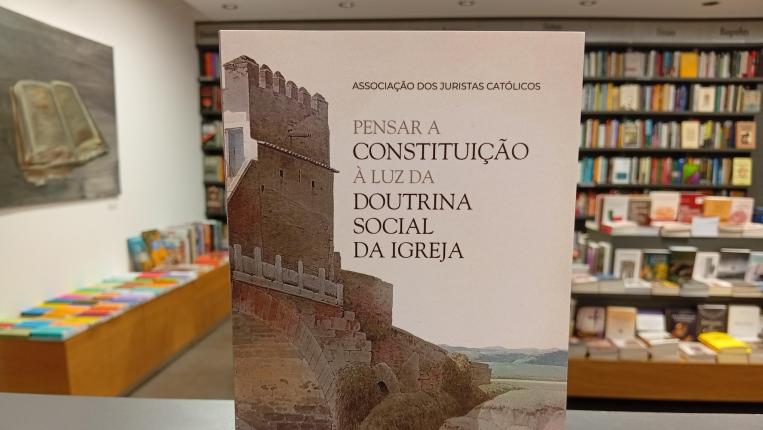 ASSOCIAÇÃO DOS JURISTAS CATÓLICOS
PENSAR A
CONSTITUIÇÃO
À LUZ DA
DOUTRINA
SOCIAL
DA IGREJA